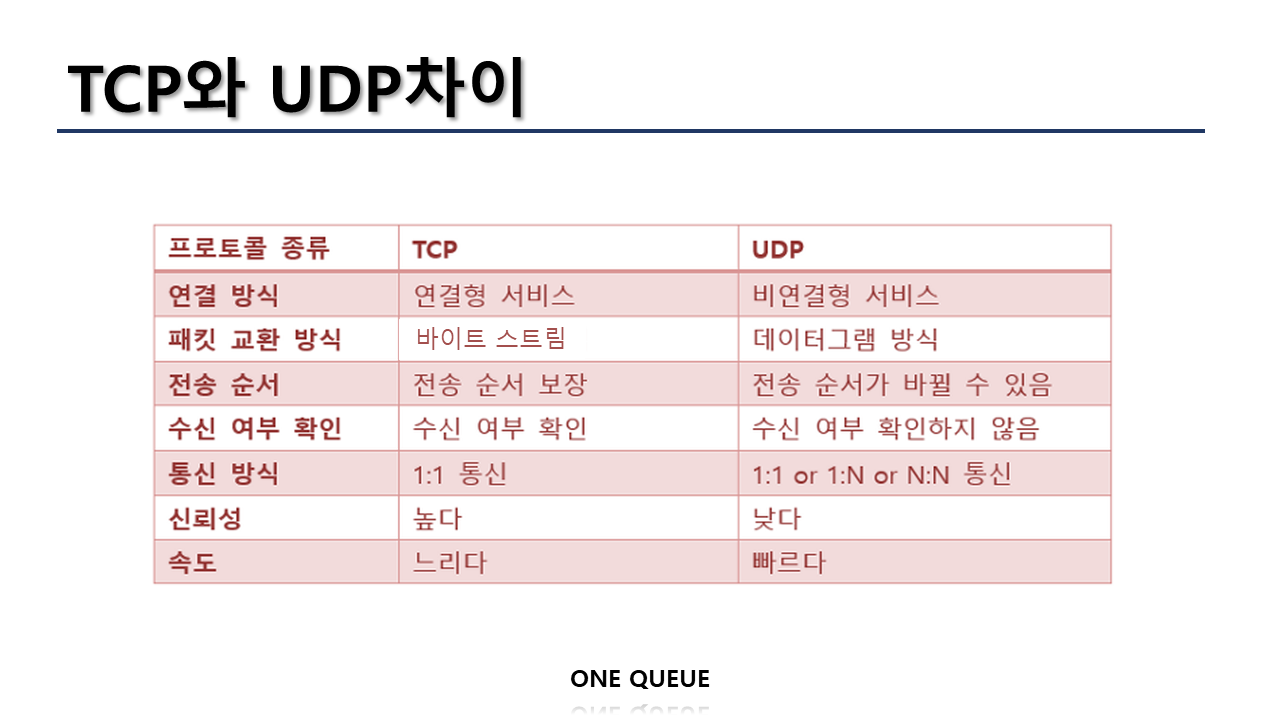 TCP와 UDP차이
프로토콜 종류 TCP UDP
연결 방식 연결형 서비스 비연결형 서비스
패킷 교환 방식 바이트 스트림 데이터그램 방식
전송 순서 전송 순서 보장 전송 순서가 바뀔 수 있음
수신 여부 확인 수신 여부 확인 수신 여부 확인하지 않음
통신 방식 1:1 통신 1:1 or 1:N or N:N 통신
신뢰성 높다 낮다
속도 느리다 빠르다
ONE QUEUE